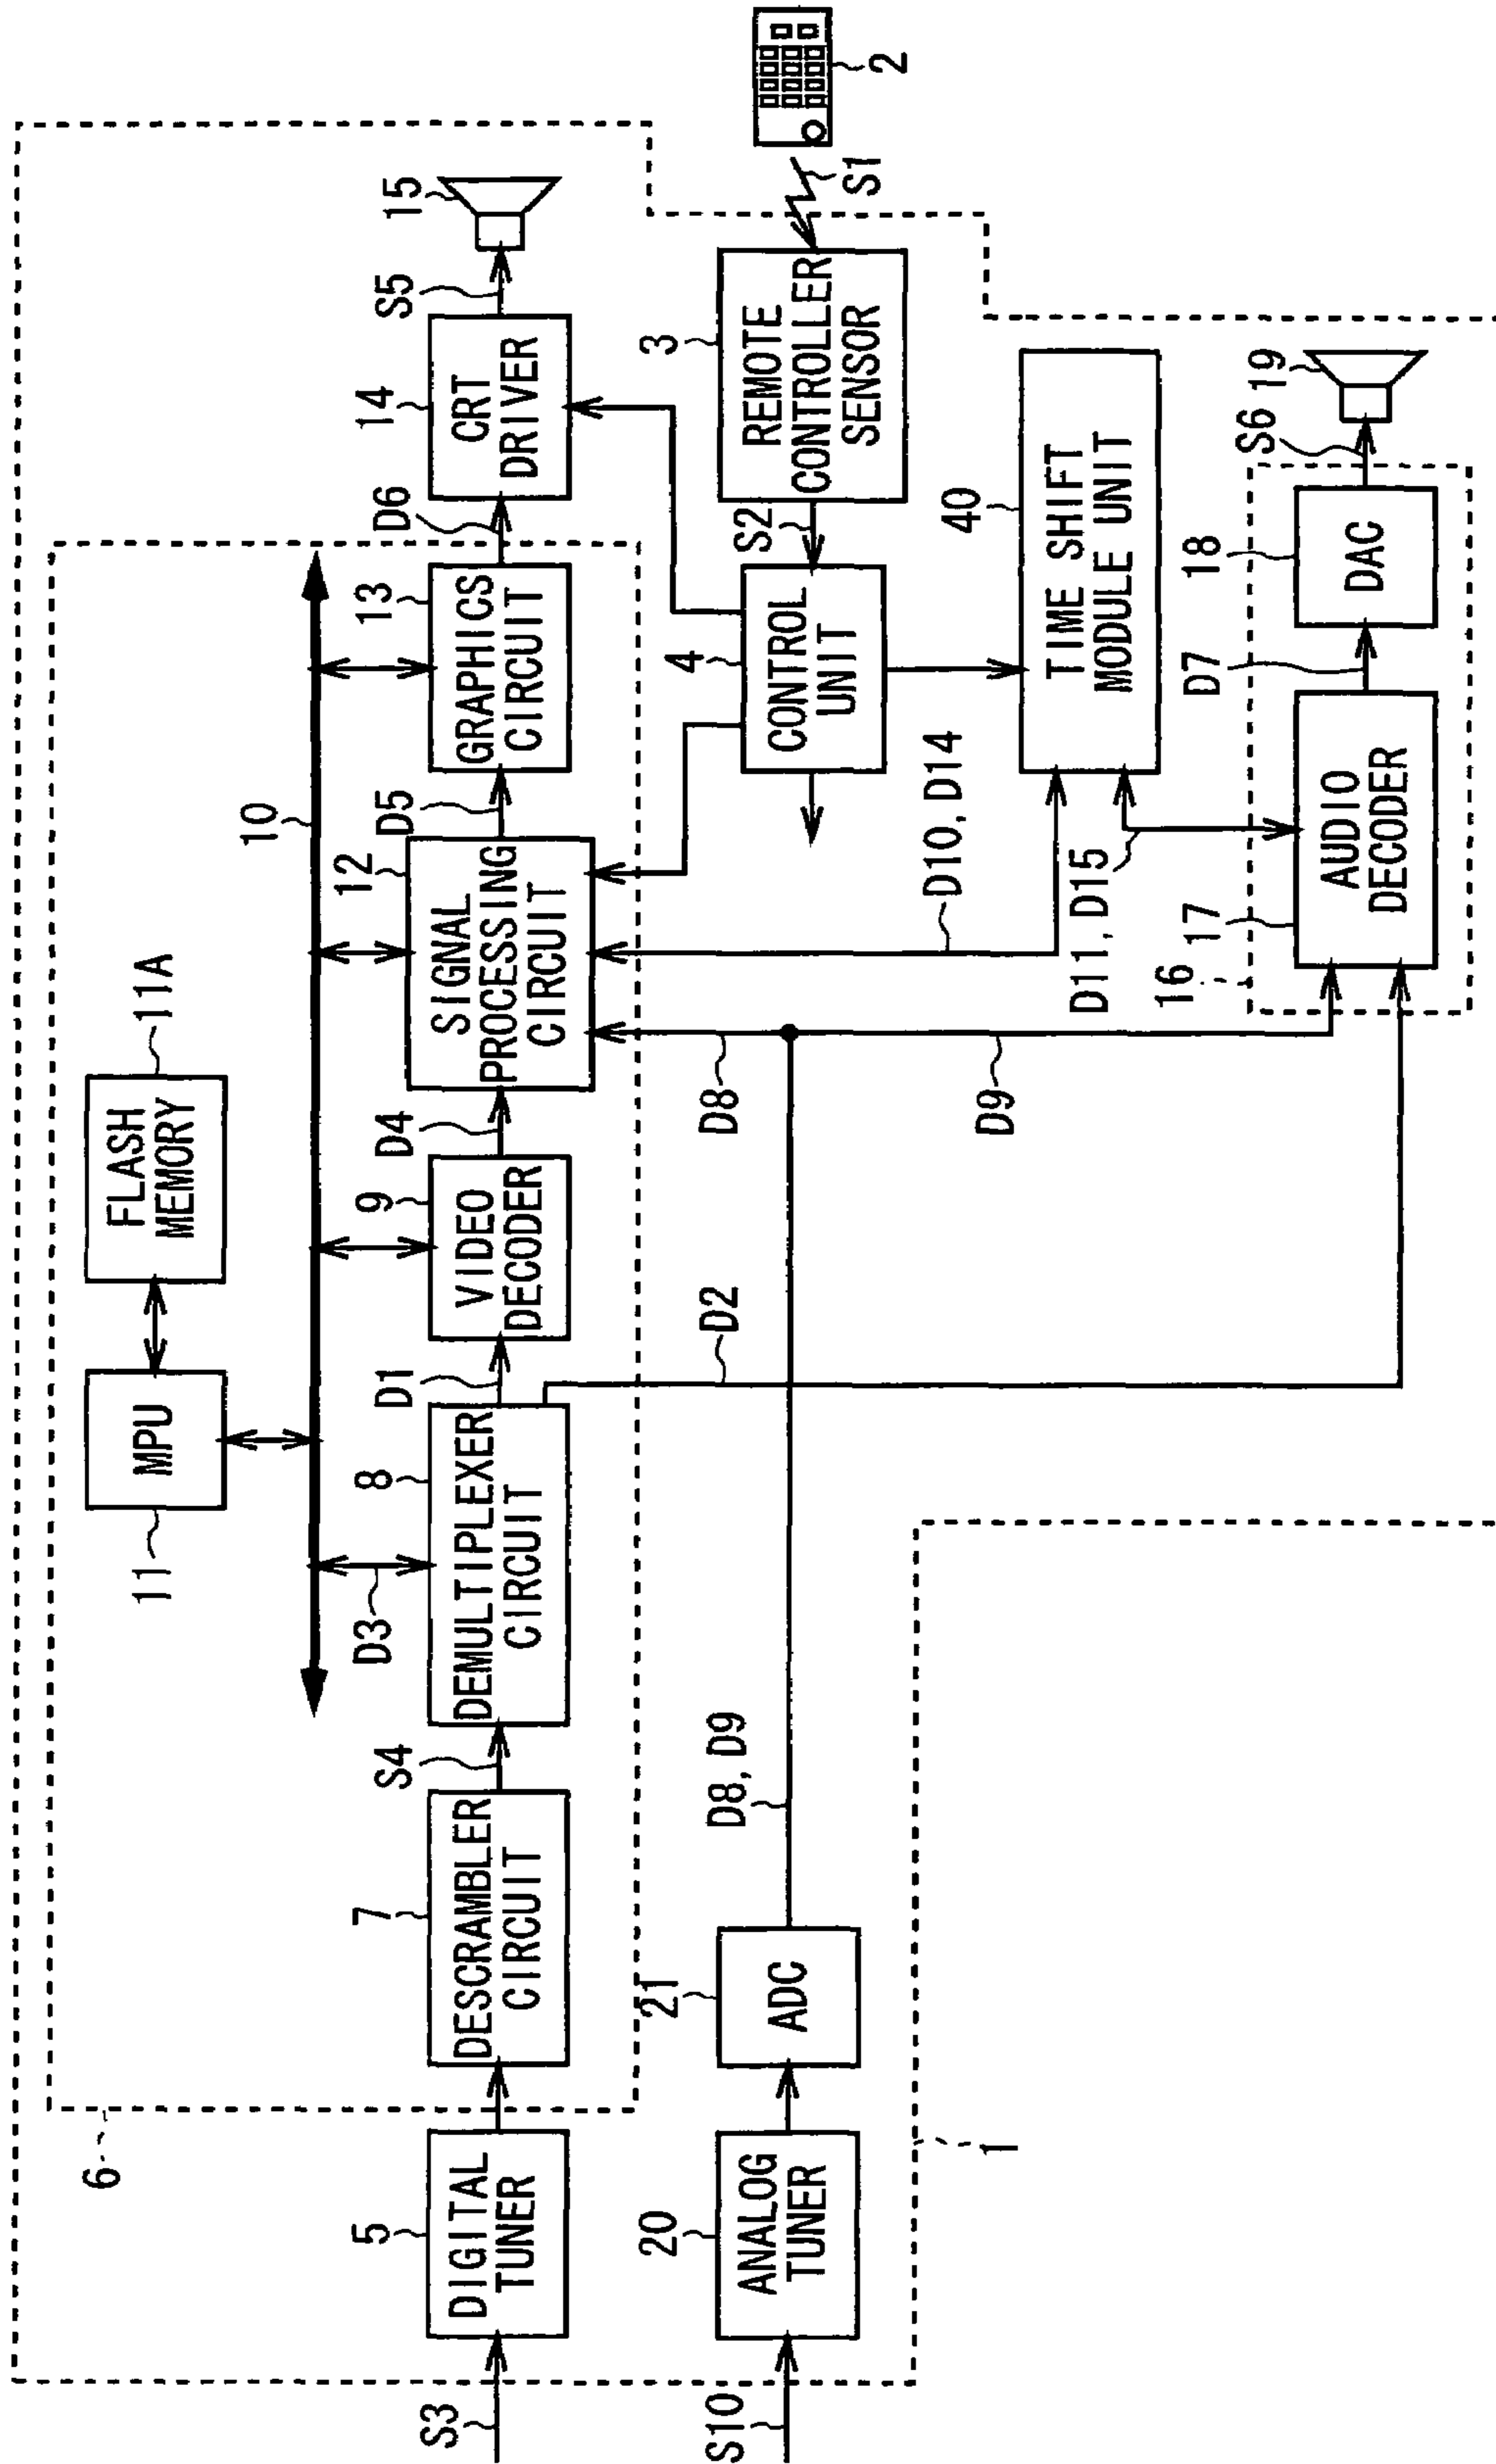 6
11
MPU
FLASH
MEMORY
11A
10
S3
5
DIGITAL
TUNER
7
DESCRAMBLER
CIRCUIT
S4
D3
8
DEMULTIPLEXER
CIRCUIT
D1
9
VIDEO
DECODER
D4
12
SIGNAL
PROCESSING
CIRCUIT
D5
13
GRAPHICS
CIRCUIT
D6
14
CRT
DRIVER
S5
15
S10
20
ANALOG
TUNER
21
ADC
D8, D9
D2
D8
4
CONTROL
UNIT
S2
3
REMOTE
CONTROLLER
SENSOR
S1
2
1
D9
D10, D14
40
TIME SHIFT
MODULE UNIT
D11, D15
16
17
AUDIO
DECODER
D7
18
DAC
S6
19